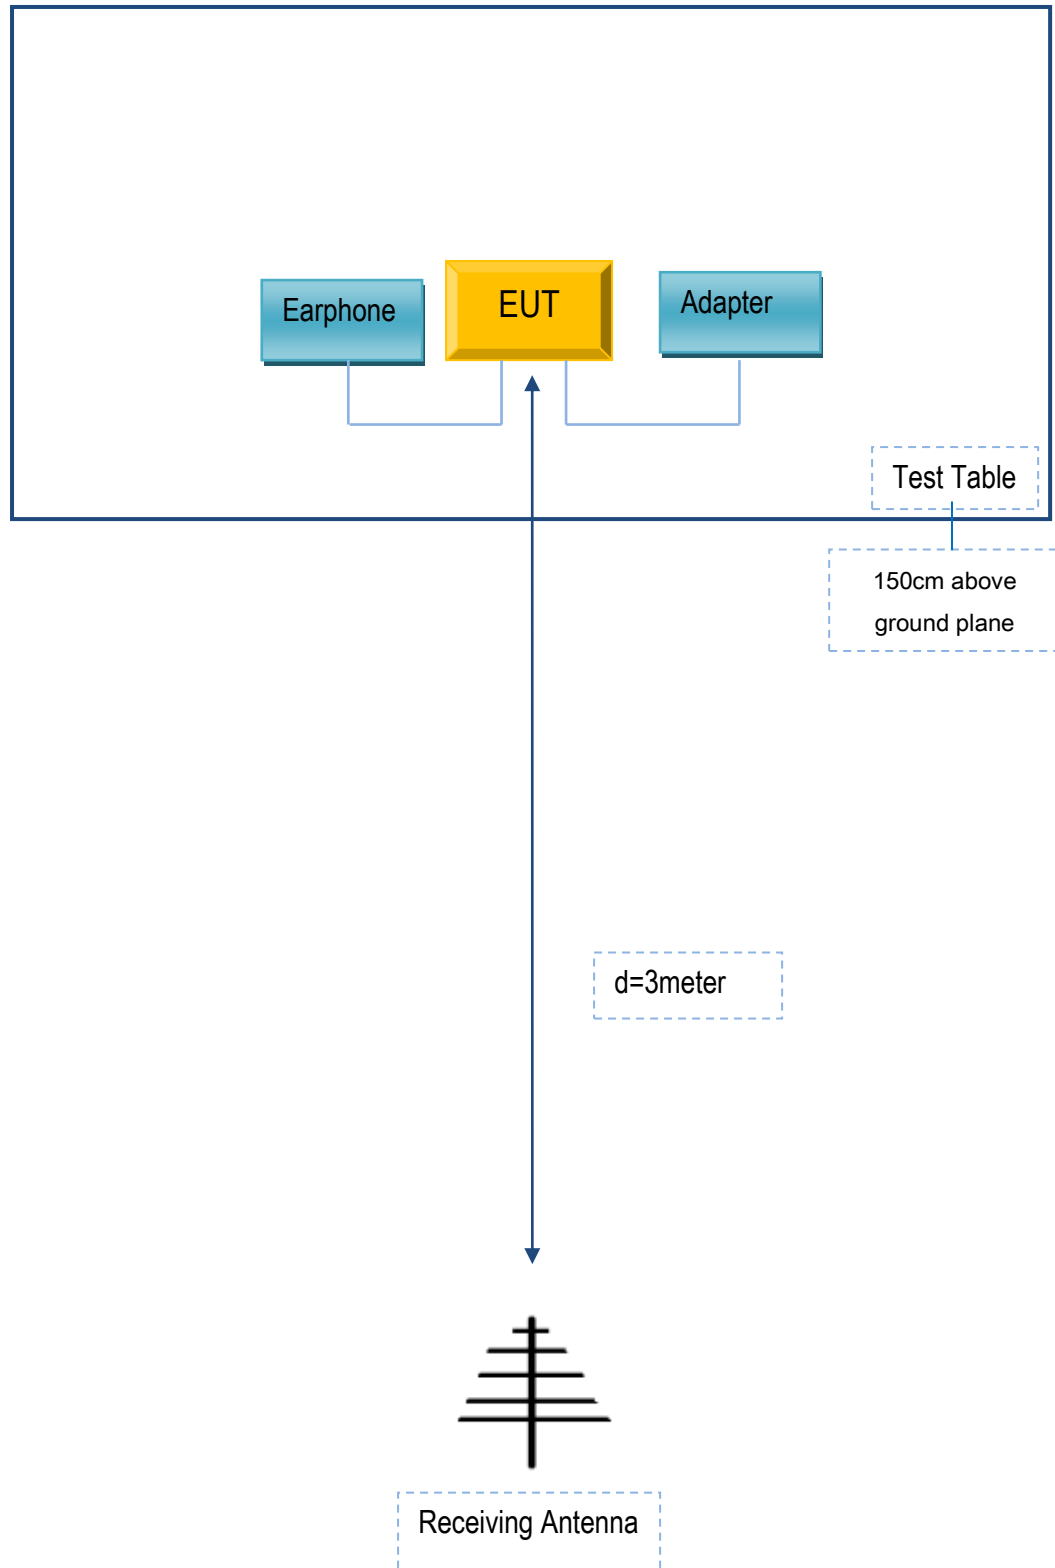 Earphone
EUT
Adapter
Test Table
150cm above
ground plane
d=3meter
Receiving Antenna